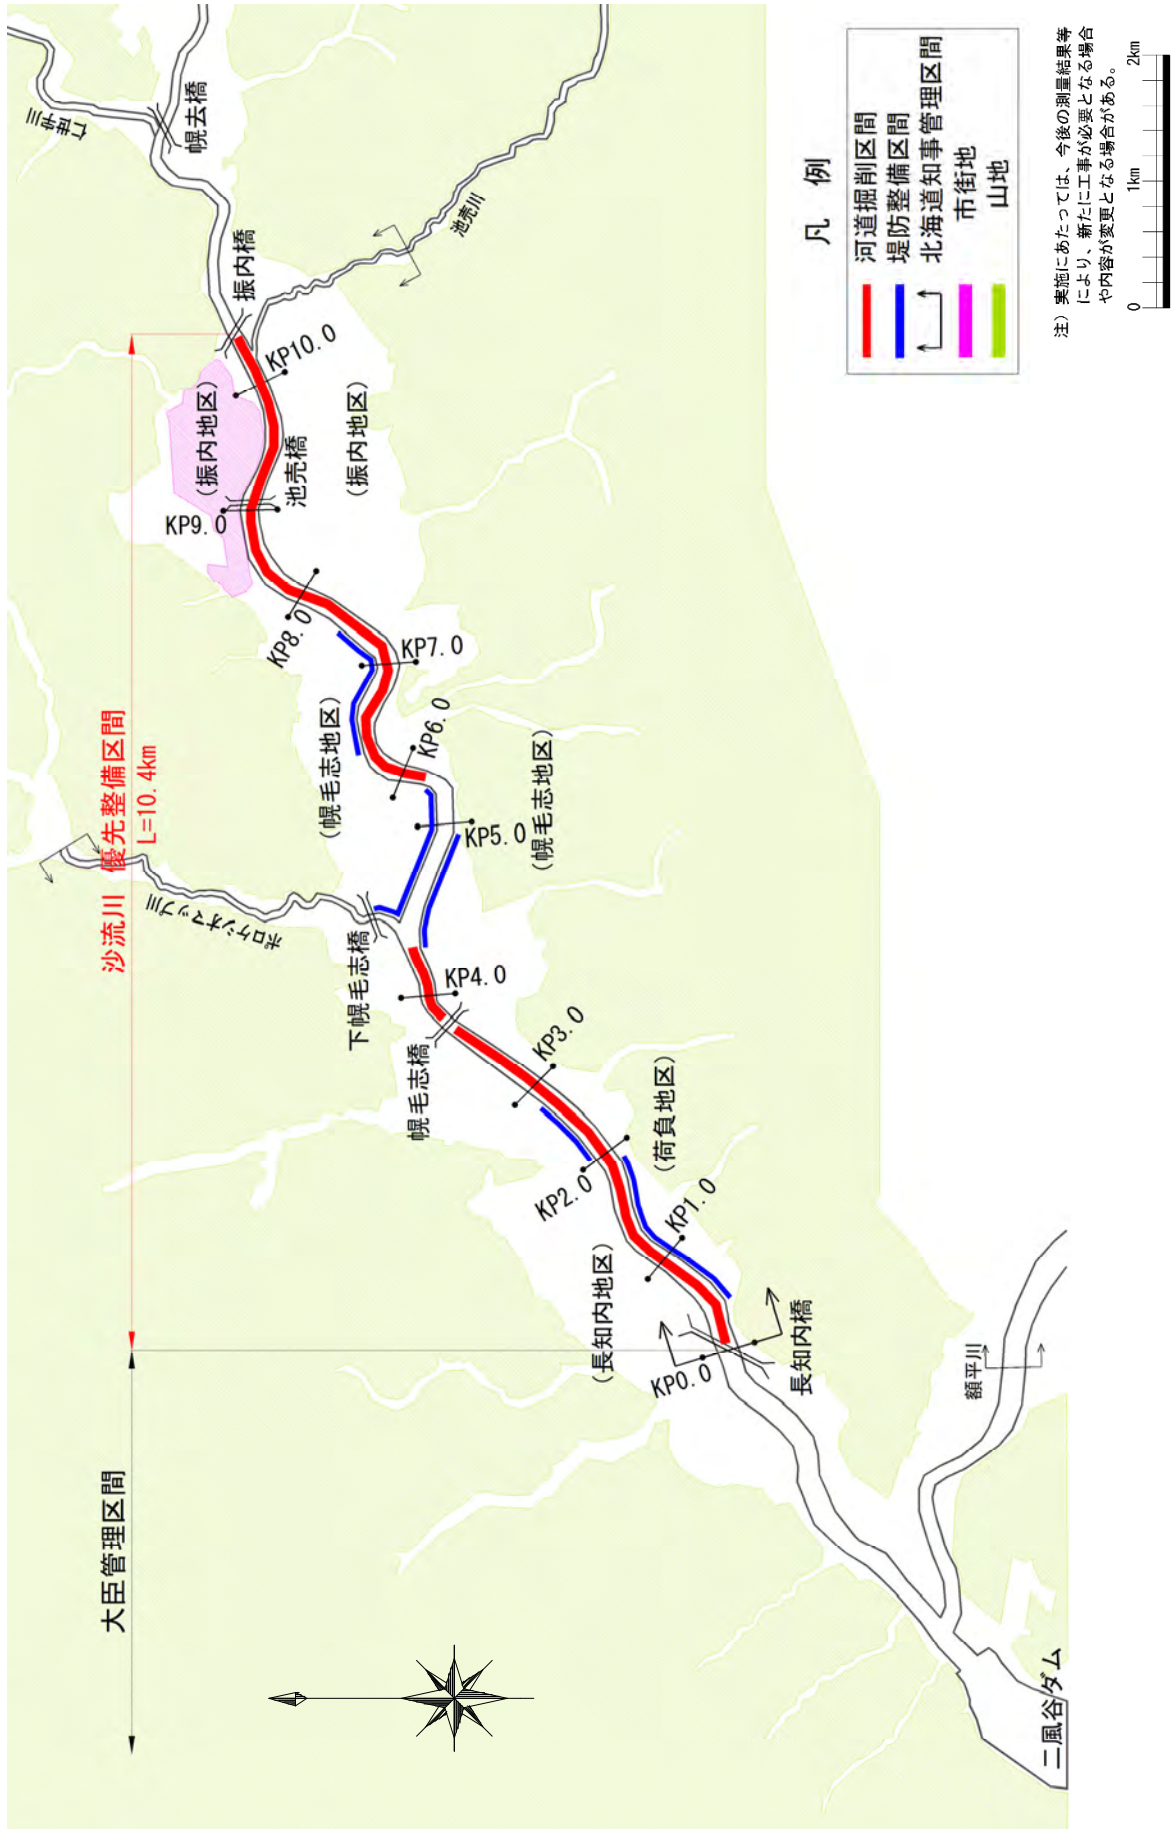 大臣管理区間
沙流川 優先整備区間
L=10.4km
仁世宇川
幌去橋
振内橋
池売川
KP10.0
(振内地区)
池売橋
(振内地区)
KP9.0
KP8.0
KP7.0
(幌毛志地区)
KP6.0
KP5.0
(幌毛志地区)
ポロケシオマップ川
下幌毛志橋
KP4.0
幌毛志橋
KP3.0
(荷負地区)
KP2.0
KP1.0
(長知内地区)
KP0.0
長知内橋
額平川
二風谷ダム
凡 例
河道掘削区間
堤防整備区間
北海道知事管理区間
市街地
山地
注) 実施にあたっては、今後の測量結果等
により、新たに工事が必要となる場合
や内容が変更となる場合がある。
0 1km 2km